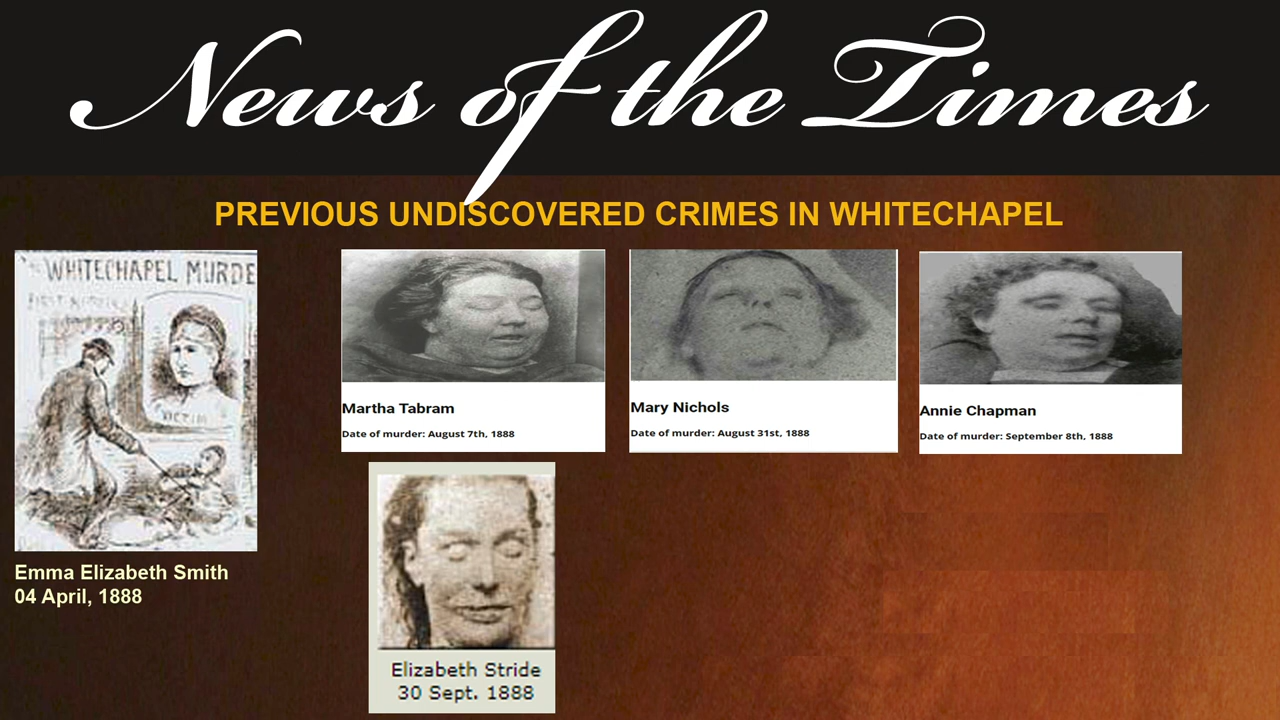 News of the Times
PREVIOUS UNDISCOVERED CRIMES IN WHITECHAPEL
WHITECHAPEL MURDE
VICTIM
Emma Elizabeth Smith
04 April, 1888
Martha Tabram
Date of murder: August 7th, 1888
Mary Nichols
Date of murder: August 31st, 1888
Annie Chapman
Date of murder: September 8th, 1888
Elizabeth Stride
30 Sept. 1888